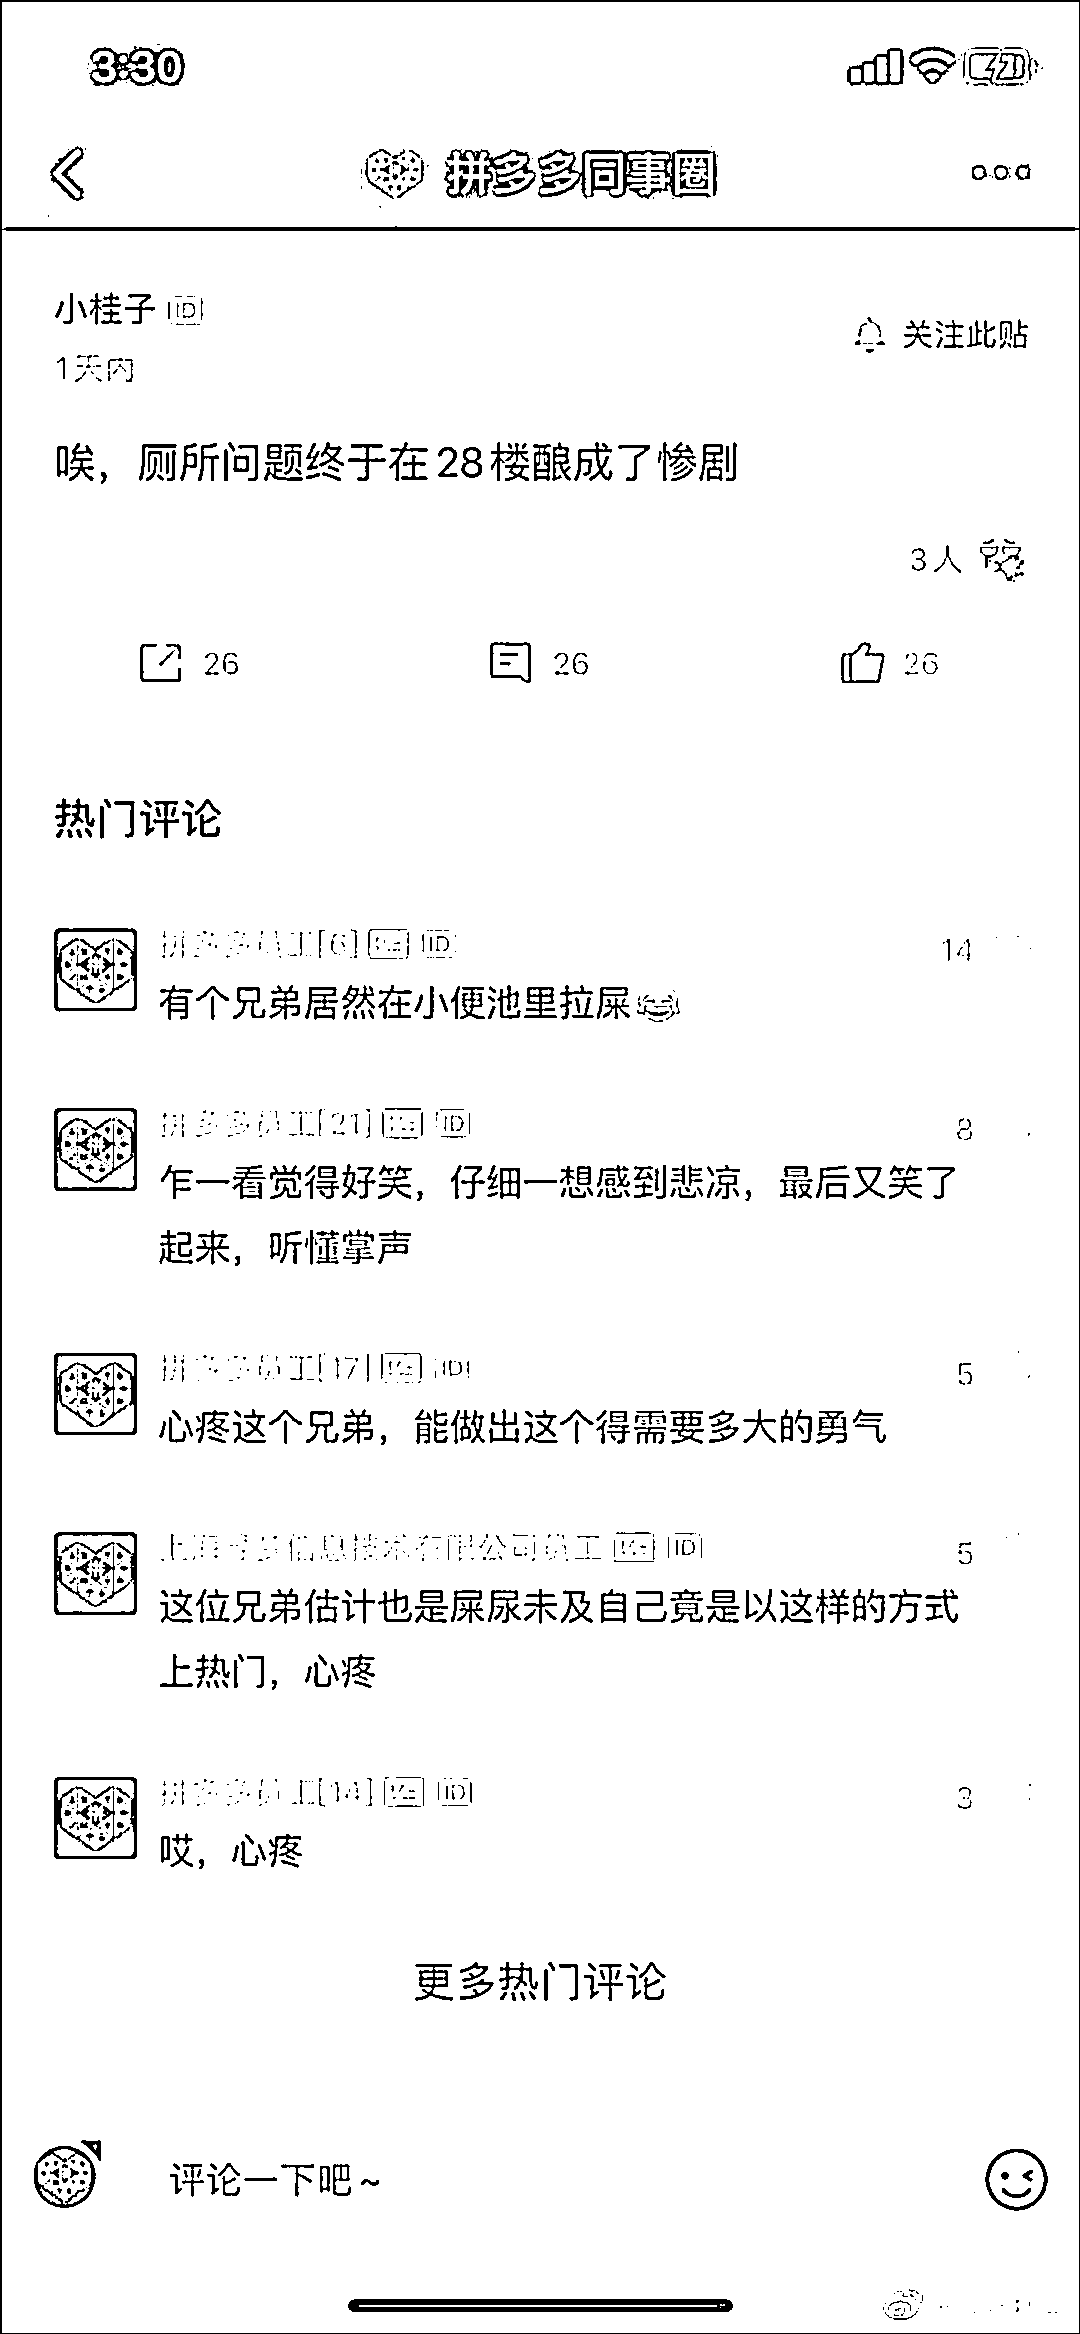 3:30
拼多多同事圈
小桂子 ID
关注此贴
1天内
唉，厕所问题终于在28楼酿成了惨剧
3人
26 26 26
热门评论
拼多多员工[6] ID 14
有个兄弟居然在小便池里拉屎
拼多多员工[21] ID 8
乍一看觉得好笑，仔细一想感到悲凉，最后又笑了
起来，听懂掌声
拼多多员工[17] ID 5
心疼这个兄弟，能做出这个得需要多大的勇气
上海寻梦信息技术有限公司员工 ID 5
这位兄弟估计也是屎尿未及自己竟是以这样的方式
上热门，心疼
拼多多员工[14] ID 3
哎，心疼
更多热门评论
评论一下吧~